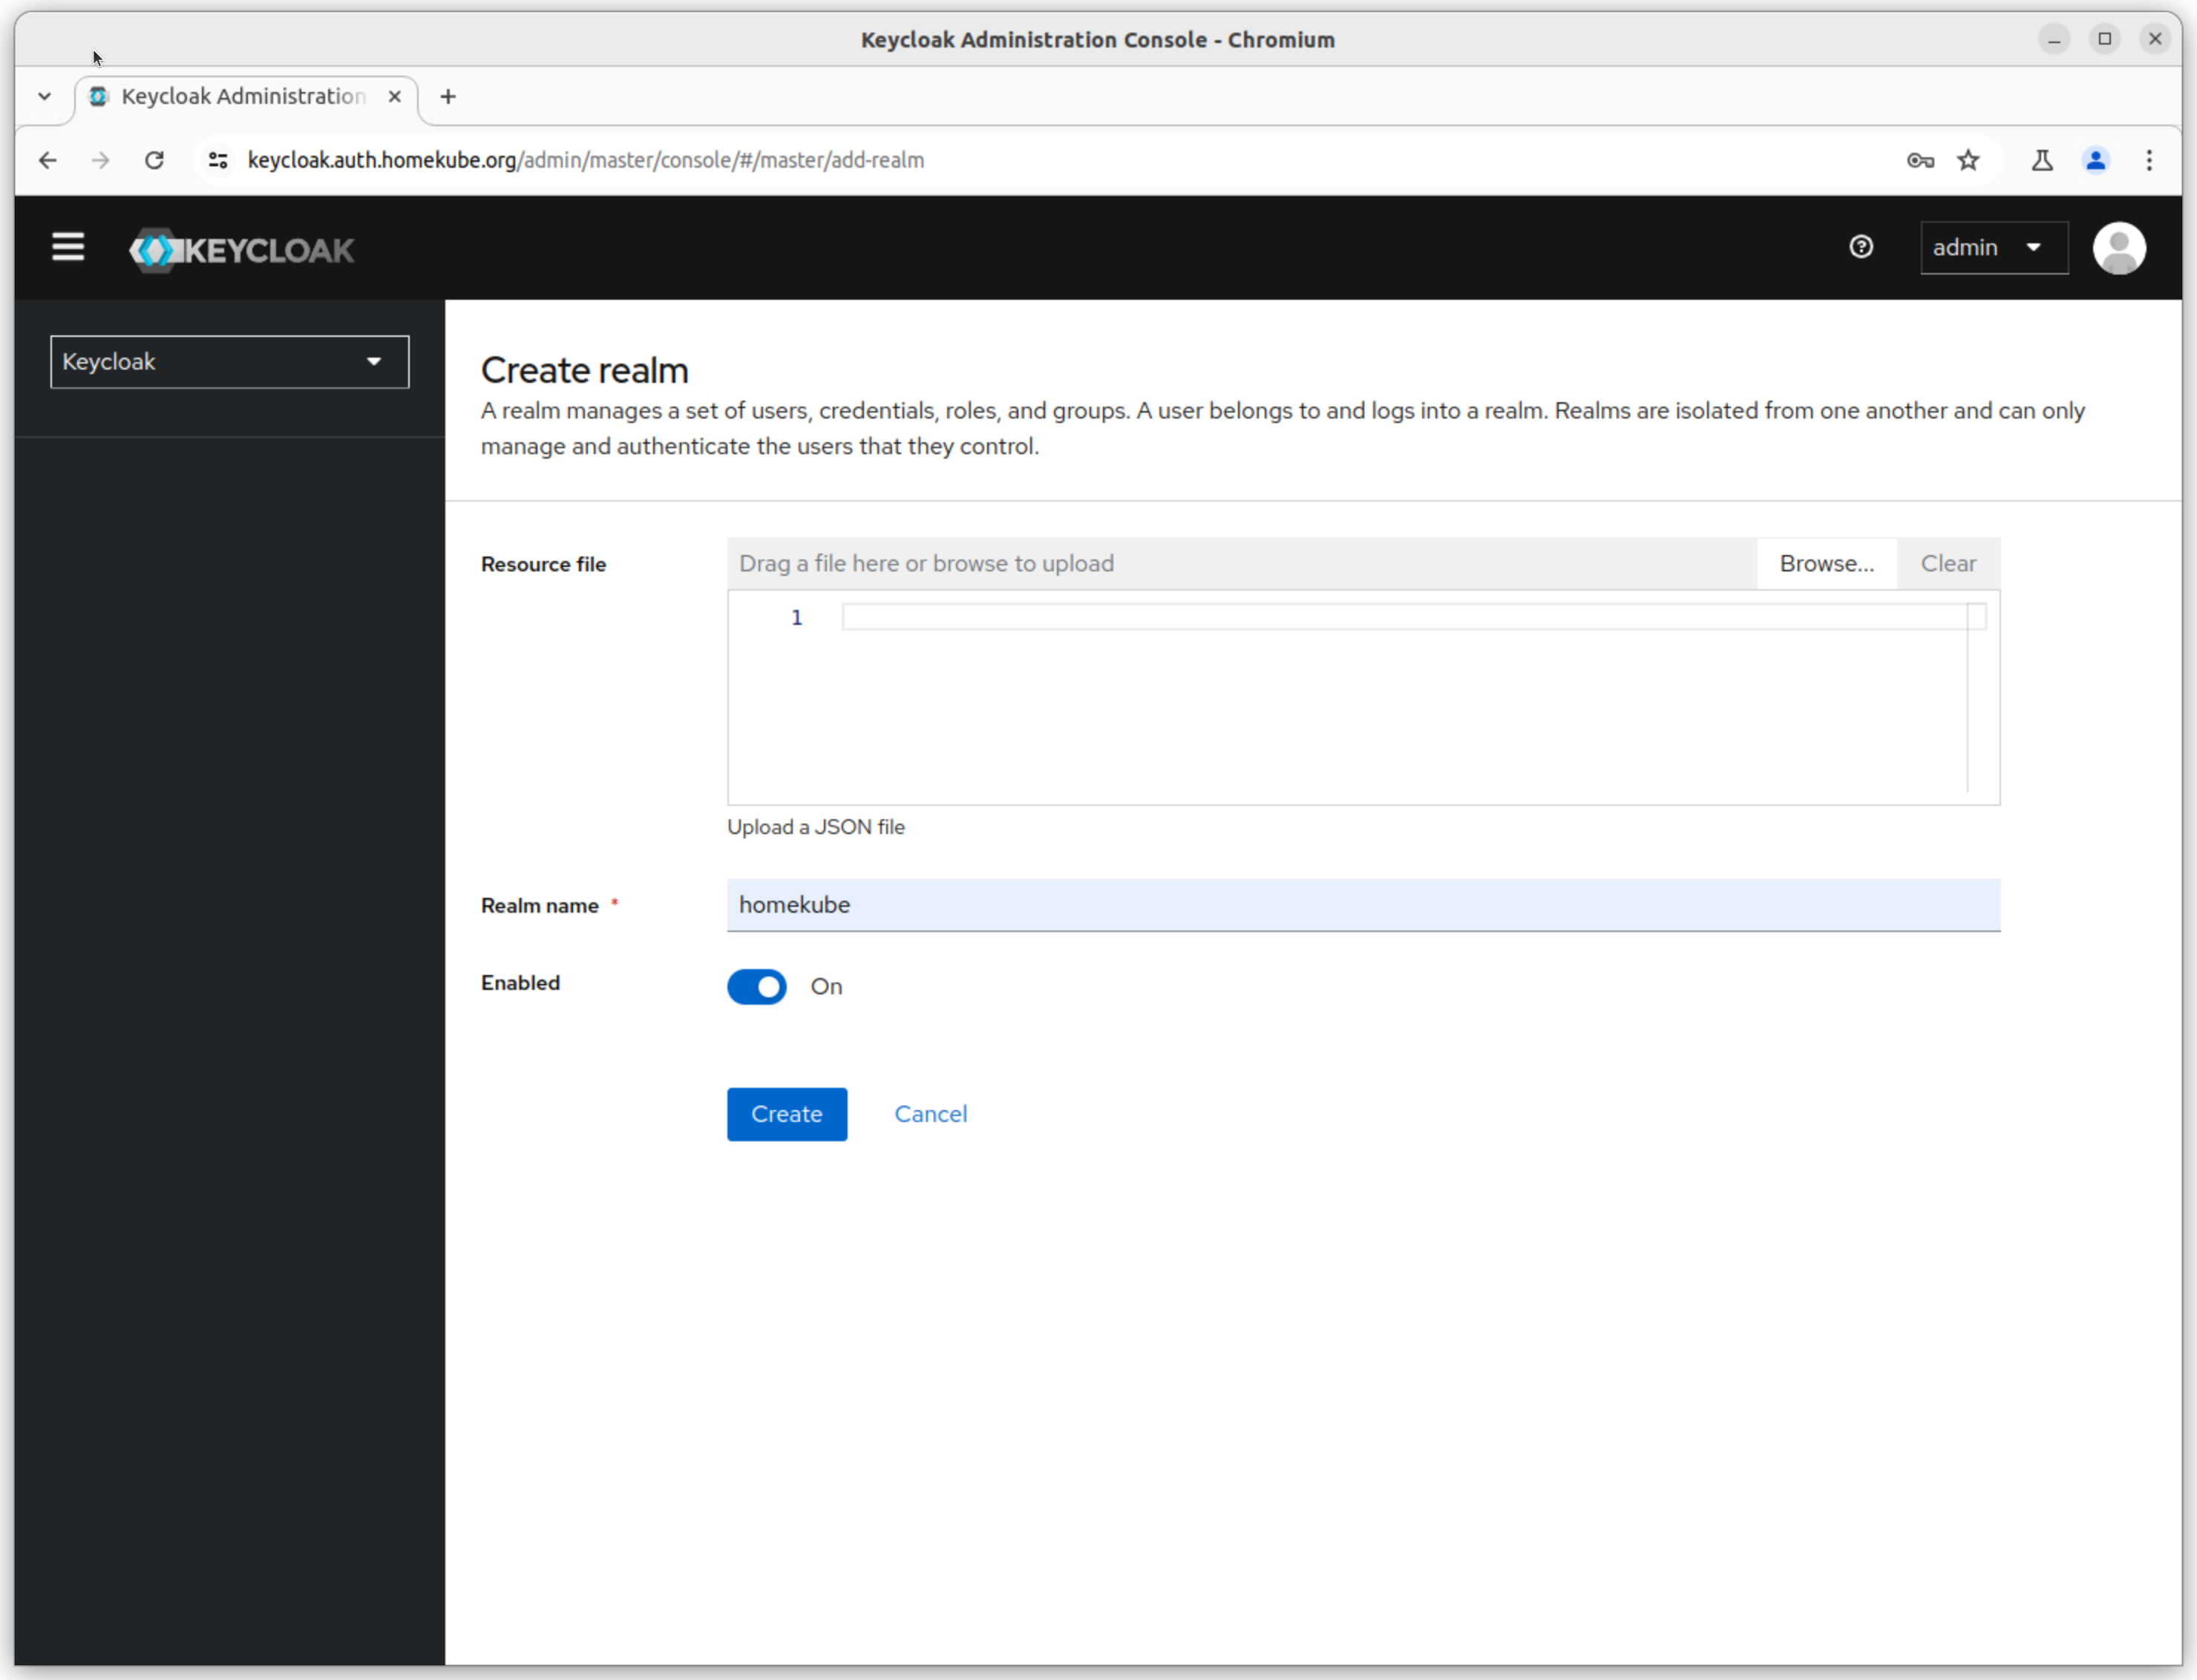 Keycloak Administration Console - Chromium
Keycloak Administration
keycloak.auth.homekube.org/admin/master/console/#/master/add-realm
KEYCLOAK
admin
Keycloak
Create realm
A realm manages a set of users, credentials, roles, and groups. A user belongs to and logs into a realm. Realms are isolated from one another and can only
manage and authenticate the users that they control.
Resource file
Drag a file here or browse to upload
Browse...
Clear
1
Upload a JSON file
Realm name *
homekube
Enabled
On
Create
Cancel